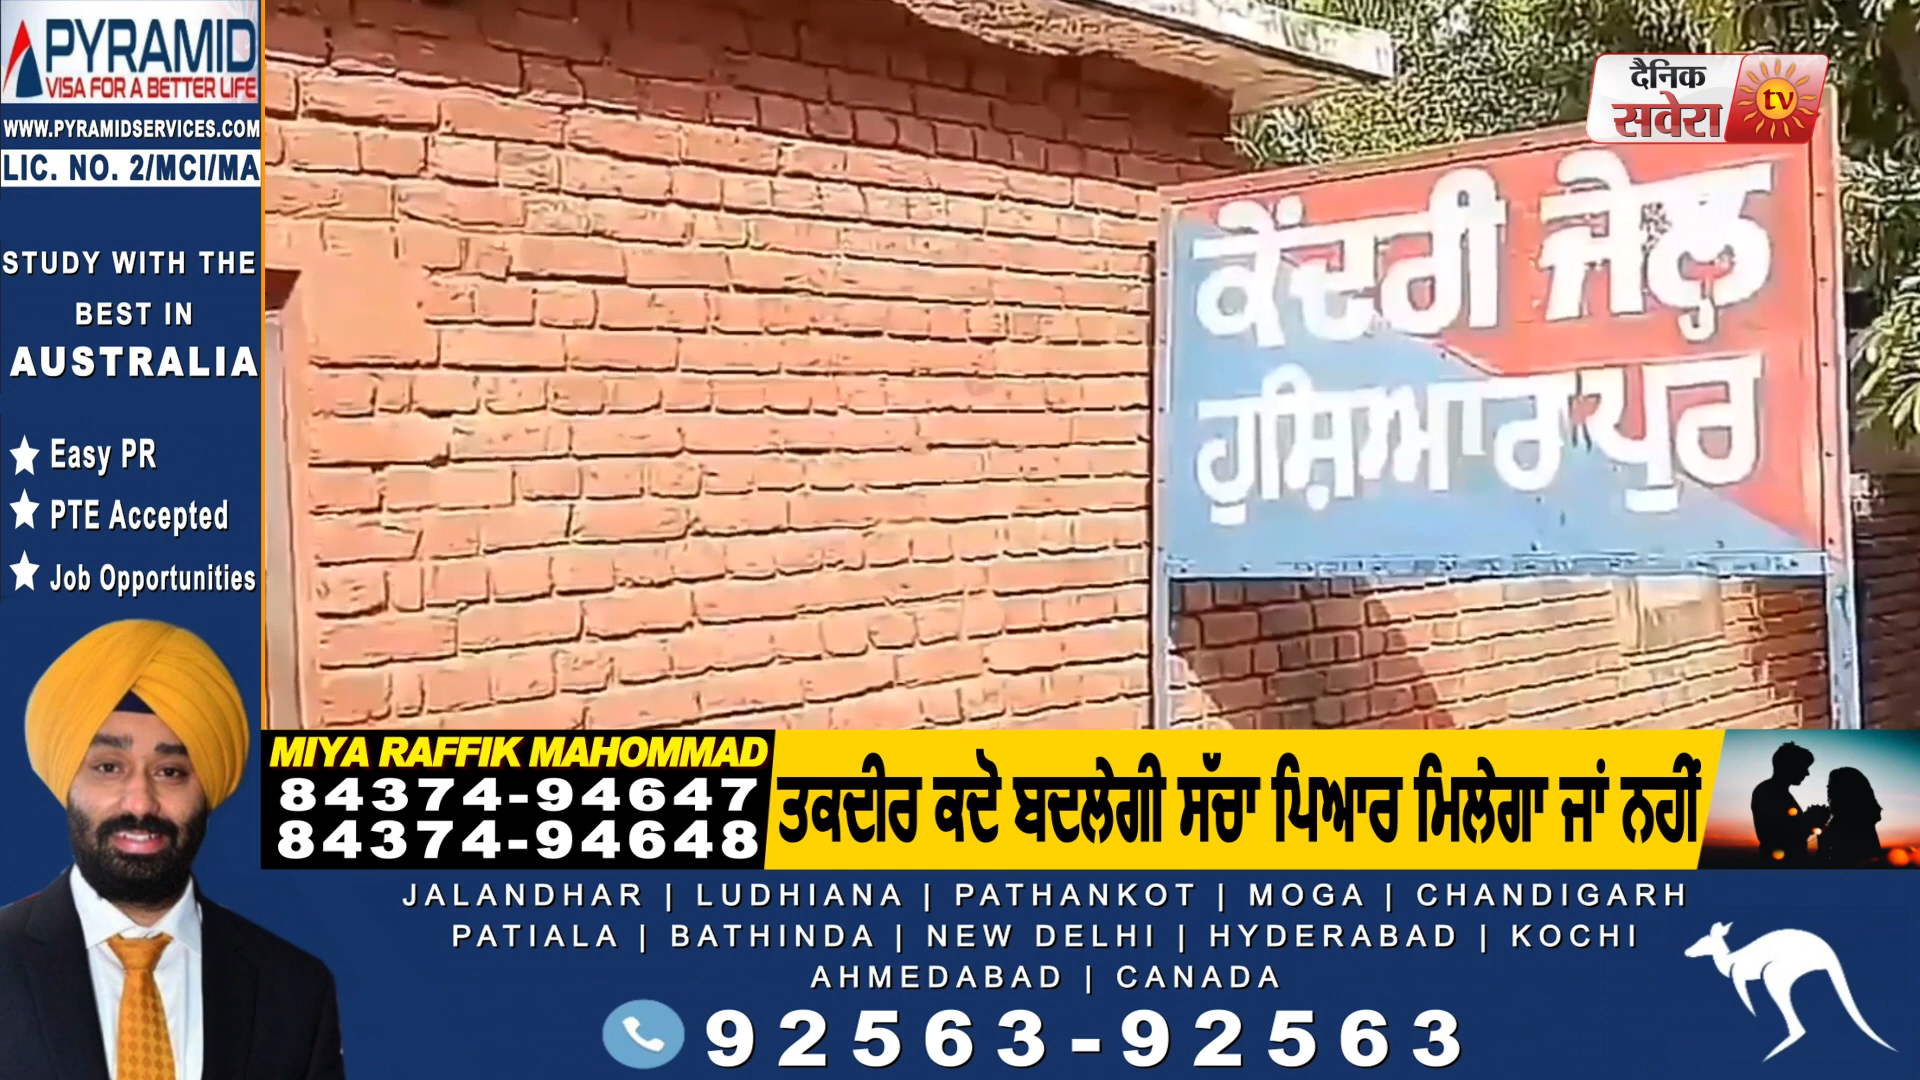 PYRAMID
VISA FOR A BETTER LIFE
WWW.PYRAMIDSERVICES.COM
LIC. NO. 2/MCI/MA
STUDY WITH THE
BEST IN
AUSTRALIA
Easy PR
PTE Accepted
Job Opportunities
दैनिक
सवेरा
tv
ਕੇਂਦਰੀ ਜੇਲ੍ਹ
ਹੁਸ਼ਿਆਰਪੁਰ
MIYA RAFFIK MAHOMMAD
84374-94647
84374-94648
ਤਕਦੀਰ ਕਦੋ ਬਦਲੇਗੀ ਸੱਚਾ ਪਿਆਰ ਮਿਲੇਗਾ ਜਾਂ ਨਹੀਂ
JALANDHAR | LUDHIANA | PATHANKOT | MOGA | CHANDIGARH
PATIALA | BATHINDA | NEW DELHI | HYDERABAD | KOCHI
AHMEDABAD | CANADA
92563-92563